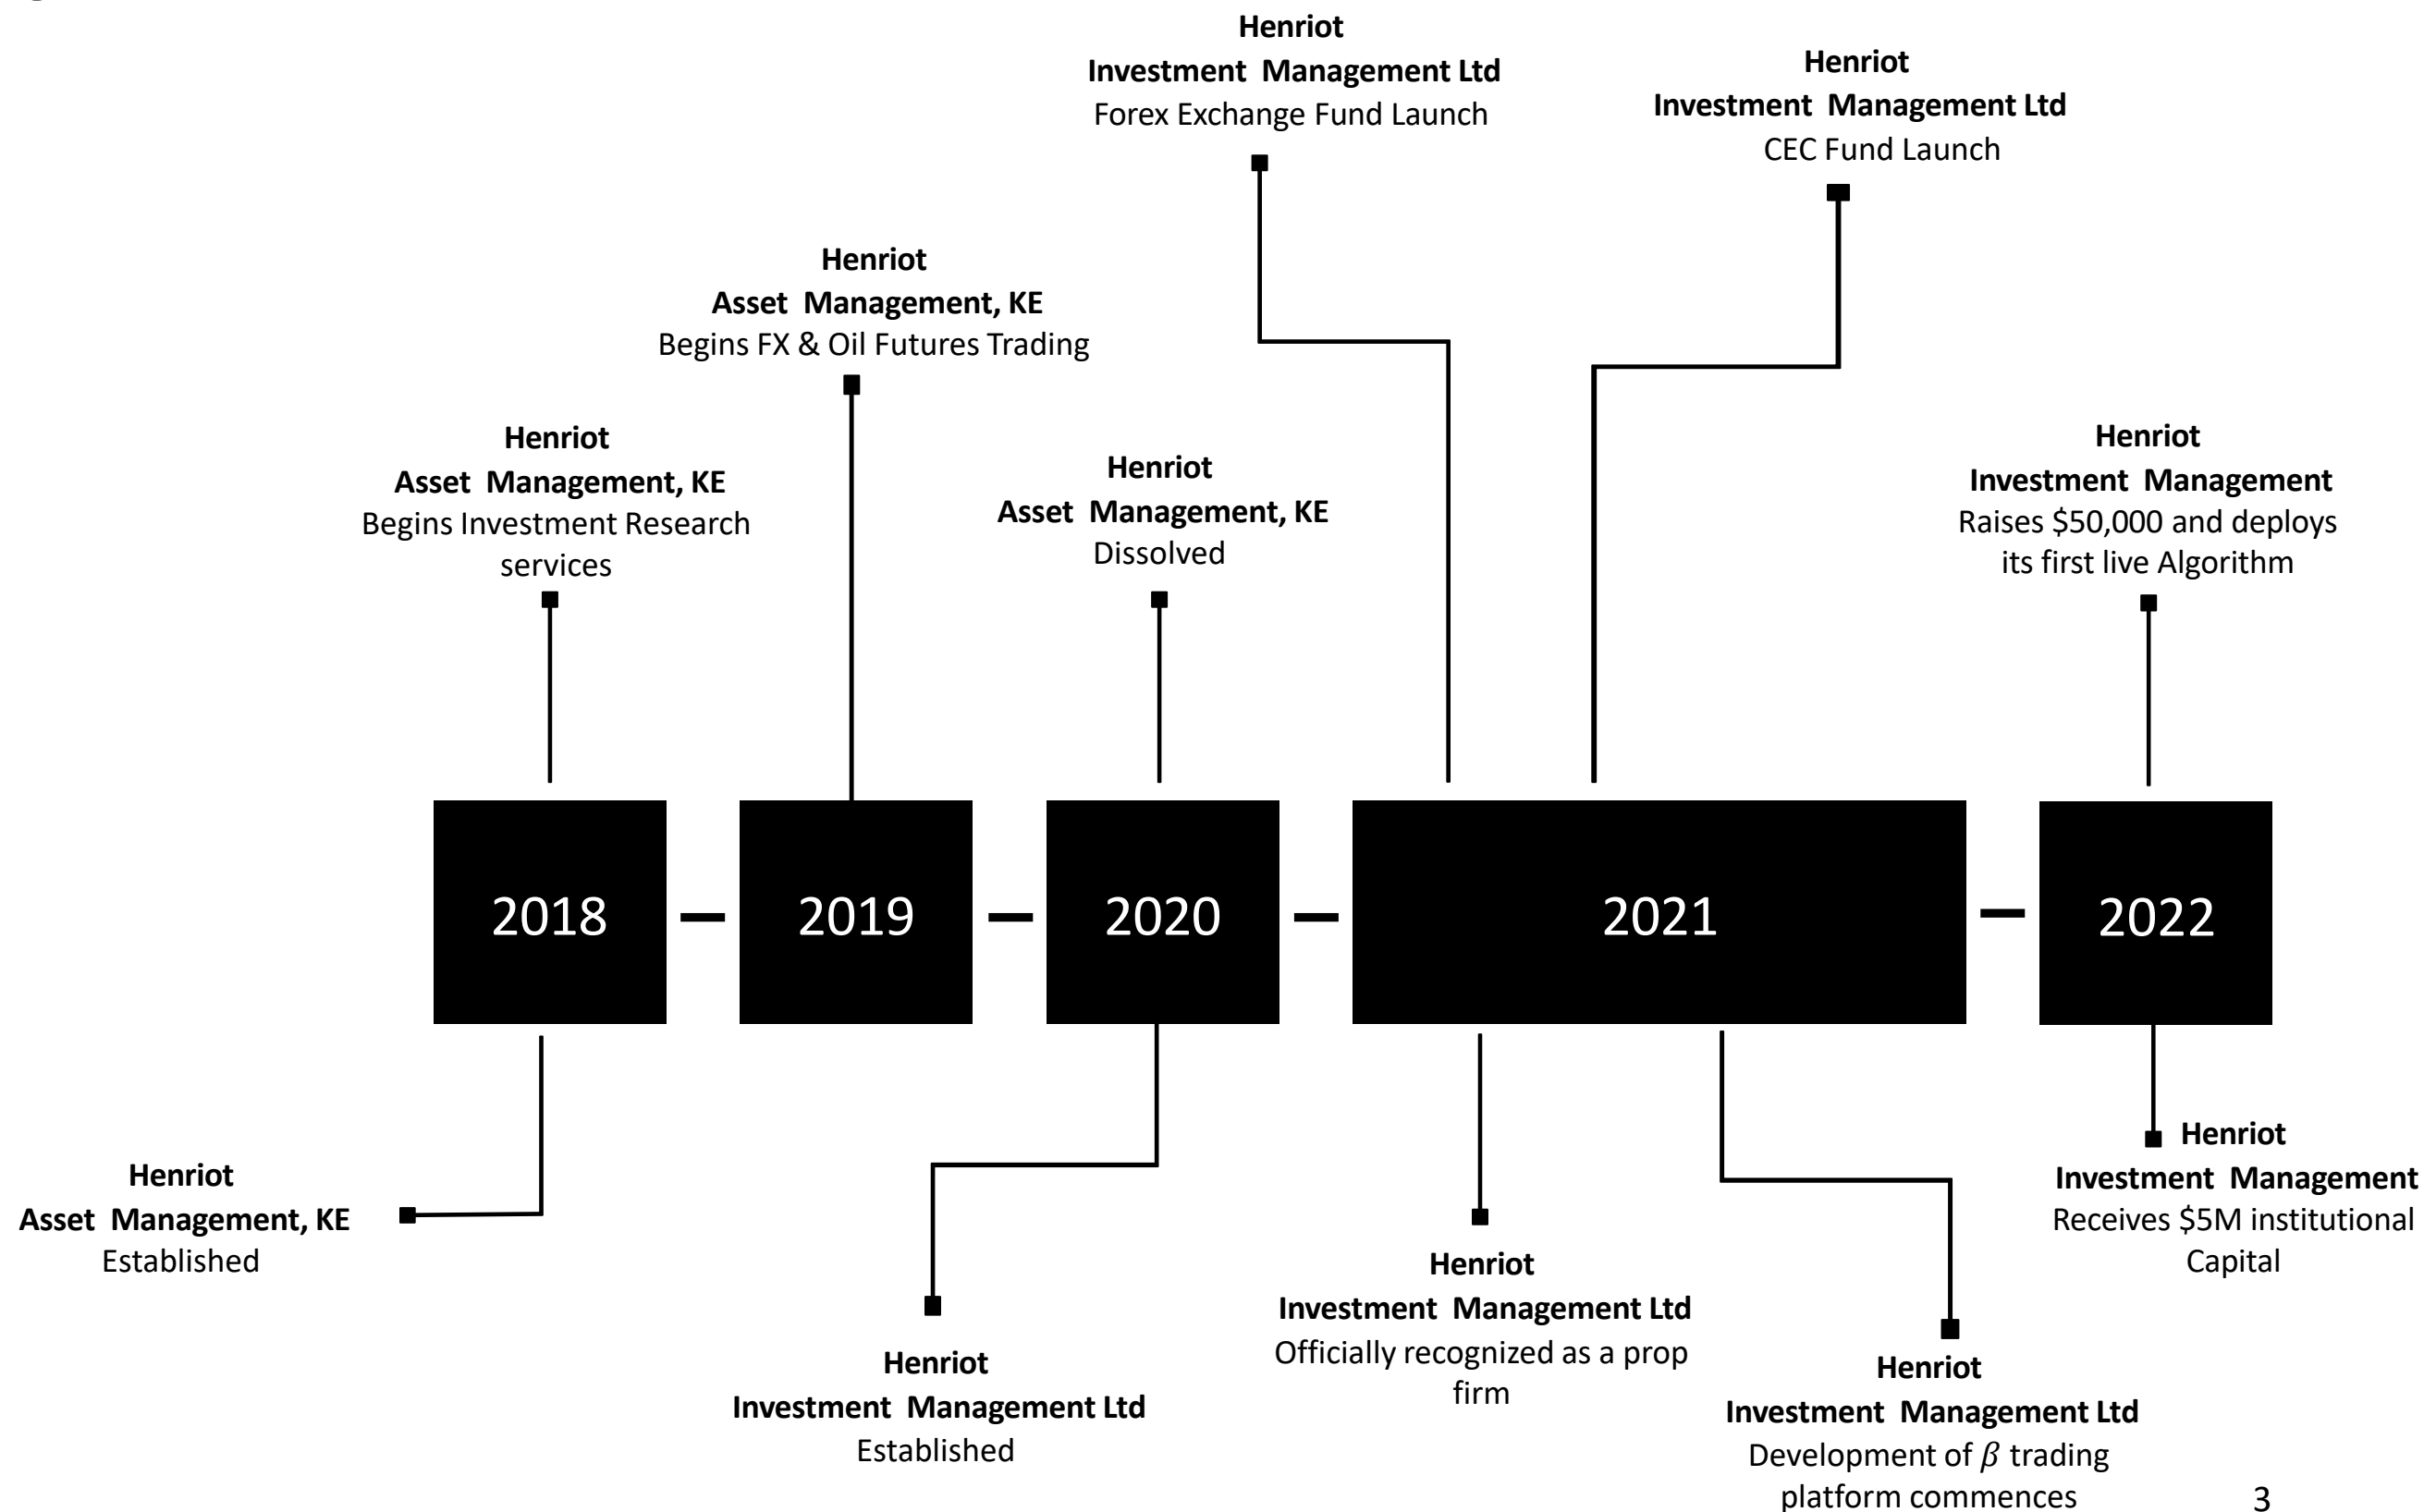 Henriot
Investment Management Ltd
Forex Exchange Fund Launch
Henriot
Investment Management Ltd
CEC Fund Launch
Henriot
Asset Management, KE
Begins FX & Oil Futures Trading
Henriot
Asset Management, KE
Begins Investment Research
services
Henriot
Asset Management, KE
Dissolved
Henriot
Investment Management
Raises $50,000 and deploys
its first live Algorithm
2018
2019
2020
2021
2022
Henriot
Asset Management, KE
Established
Henriot
Investment Management Ltd
Established
Henriot
Investment Management Ltd
Officially recognized as a prop
firm
Henriot
Investment Management Ltd
Development of β trading
platform commences
Henriot
Investment Management
Receives $5M institutional
Capital
3